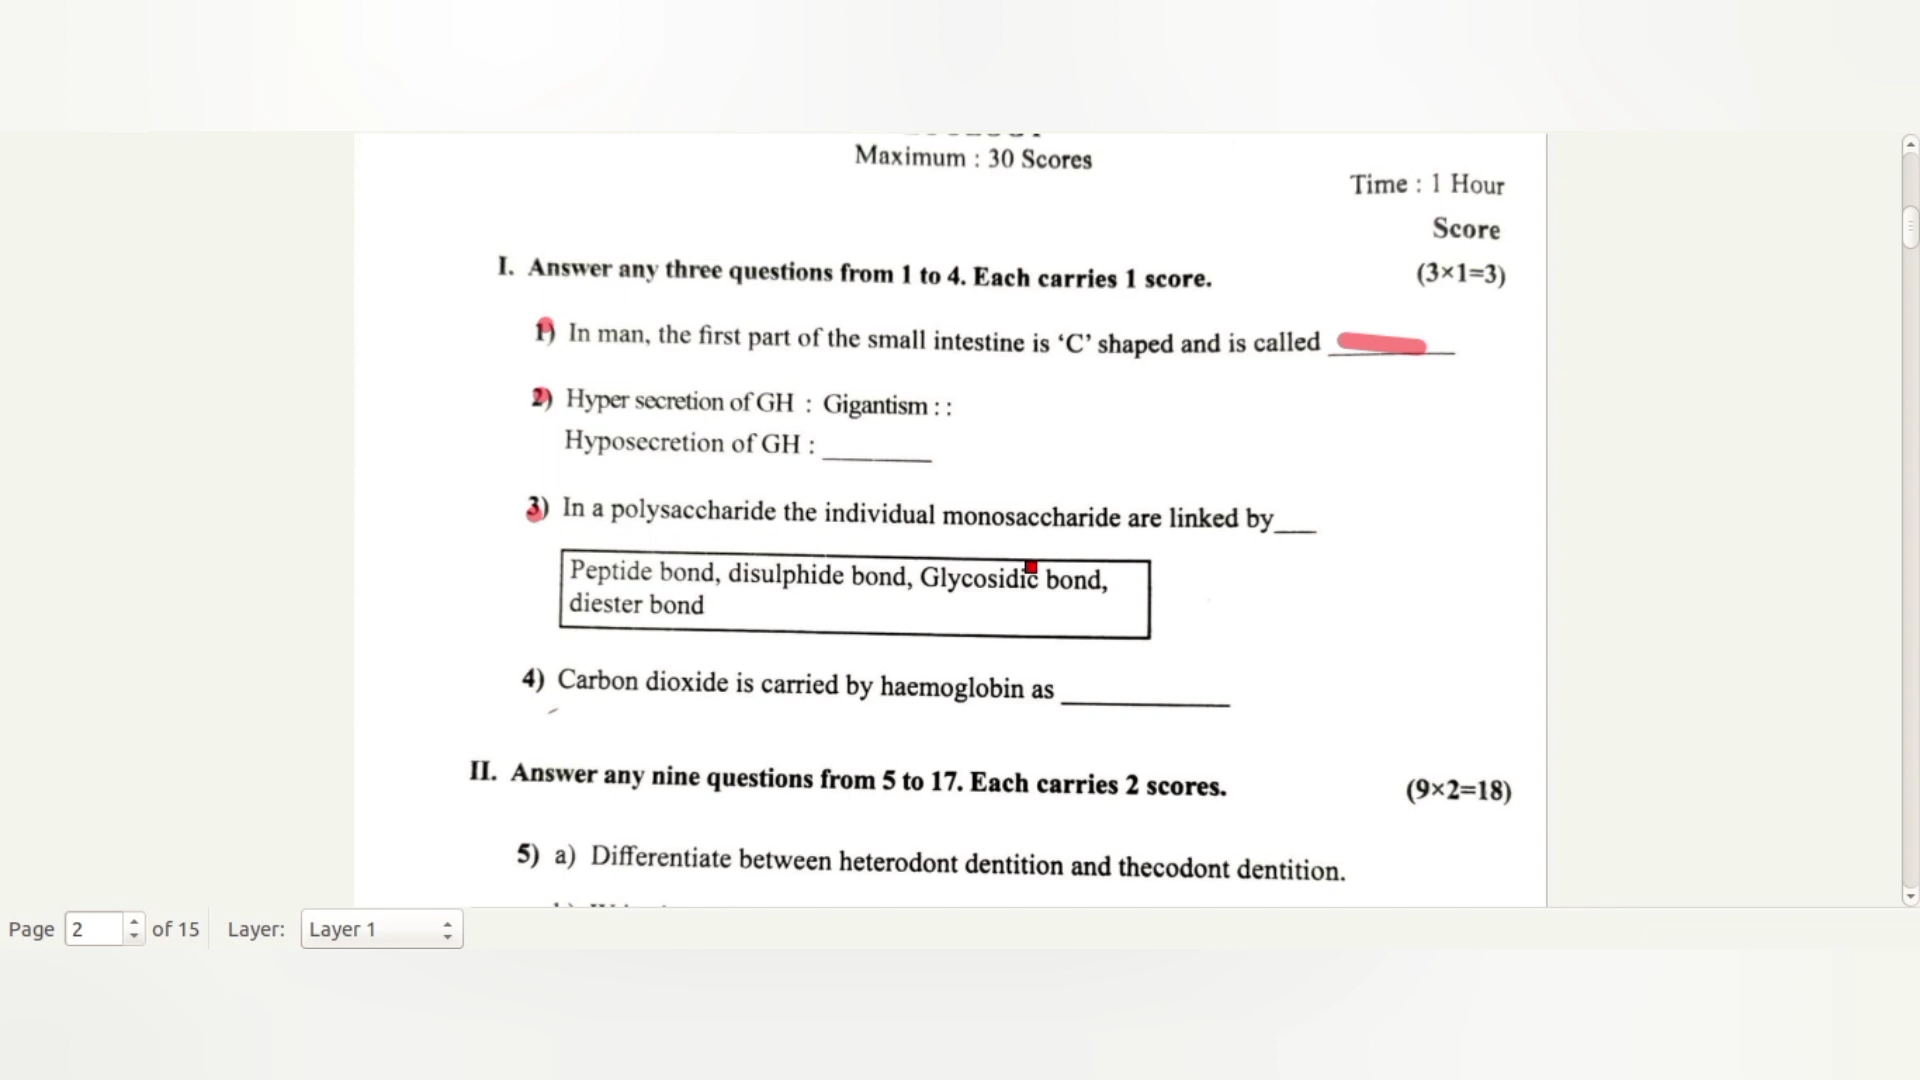 Maximum : 30 Scores
Time : 1 Hour
Score
I. Answer any three questions from 1 to 4. Each carries 1 score. (3×1=3)
1) In man, the first part of the small intestine is ‘C’ shaped and is called ________
2) Hyper secretion of GH : Gigantism : :
Hyposecretion of GH : ________
3) In a polysaccharide the individual monosaccharide are linked by___
Peptide bond, disulphide bond, Glycosidic bond,
diester bond
4) Carbon dioxide is carried by haemoglobin as ________
II. Answer any nine questions from 5 to 17. Each carries 2 scores. (9×2=18)
5) a) Differentiate between heterodont dentition and thecodont dentition.
Page 2 of 15 Layer: Layer 1